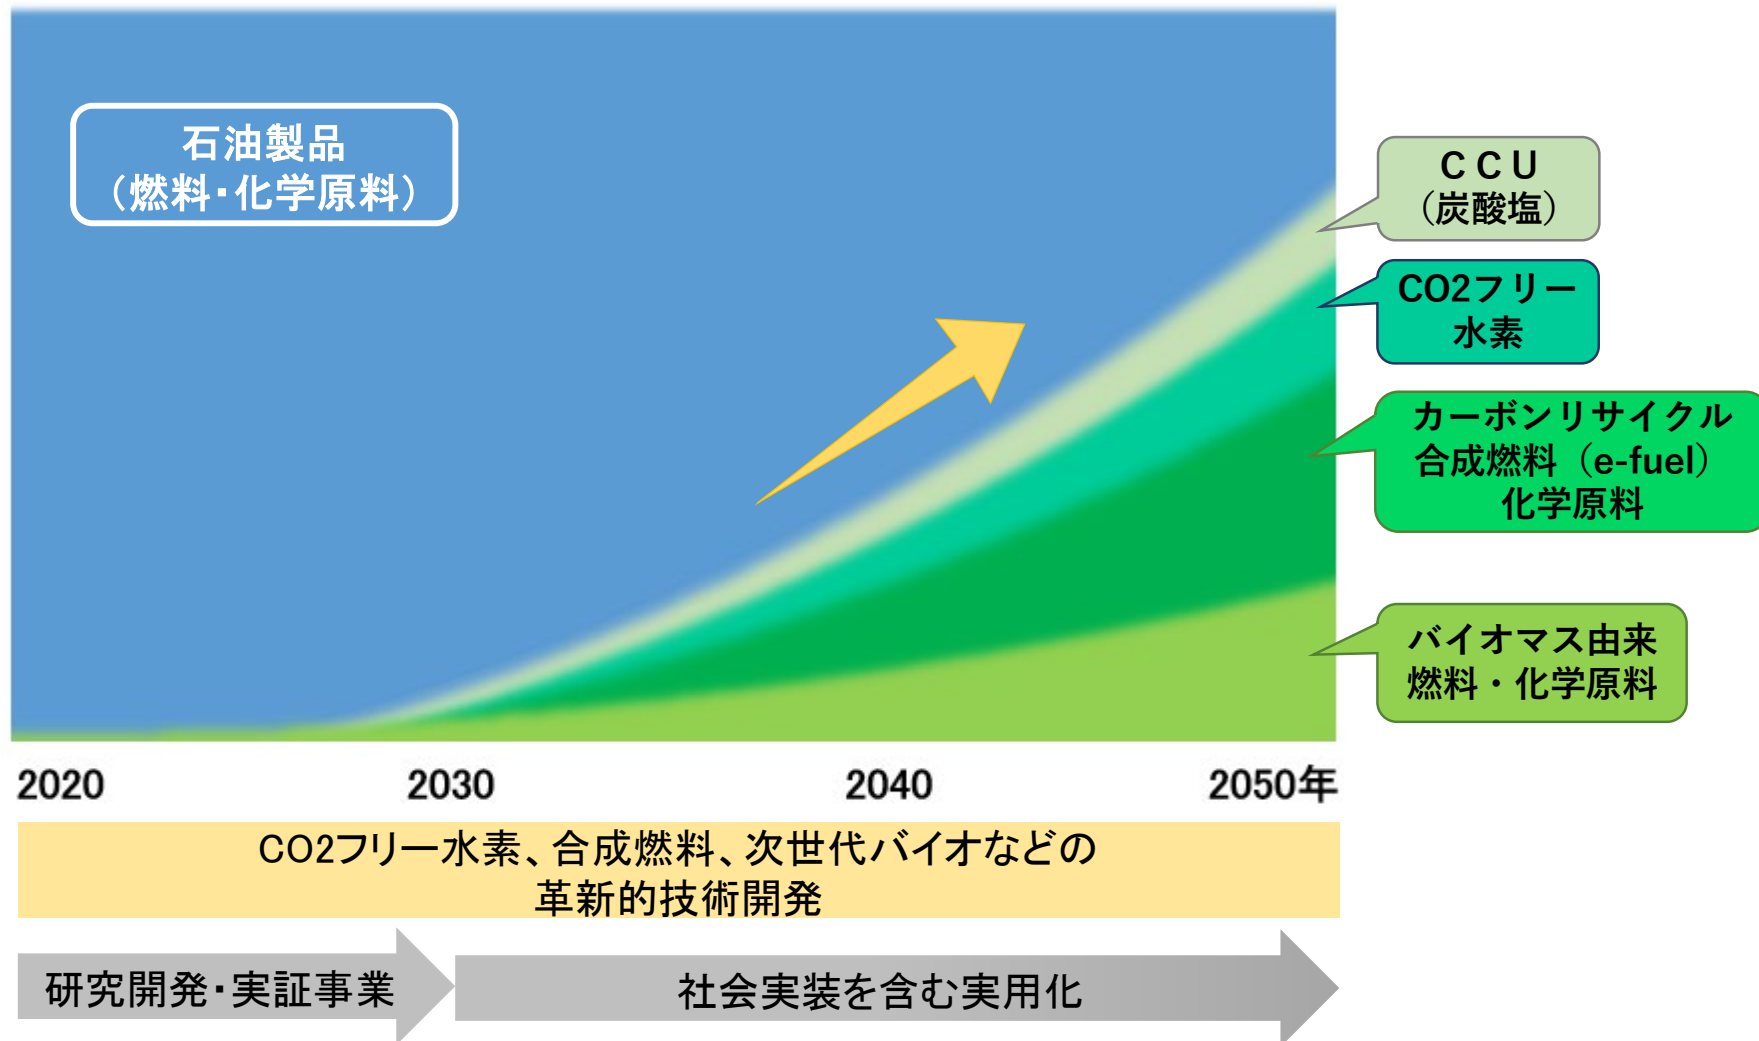 石油製品
（燃料・化学原料）
ＣＣＵ
（炭酸塩）
CO2フリー
水素
カーボンリサイクル
合成燃料（e-fuel）
化学原料
バイオマス由来
燃料・化学原料
2020
2030
2040
2050年
CO2フリー水素、合成燃料、次世代バイオなどの
革新的技術開発
研究開発・実証事業
社会実装を含む実用化